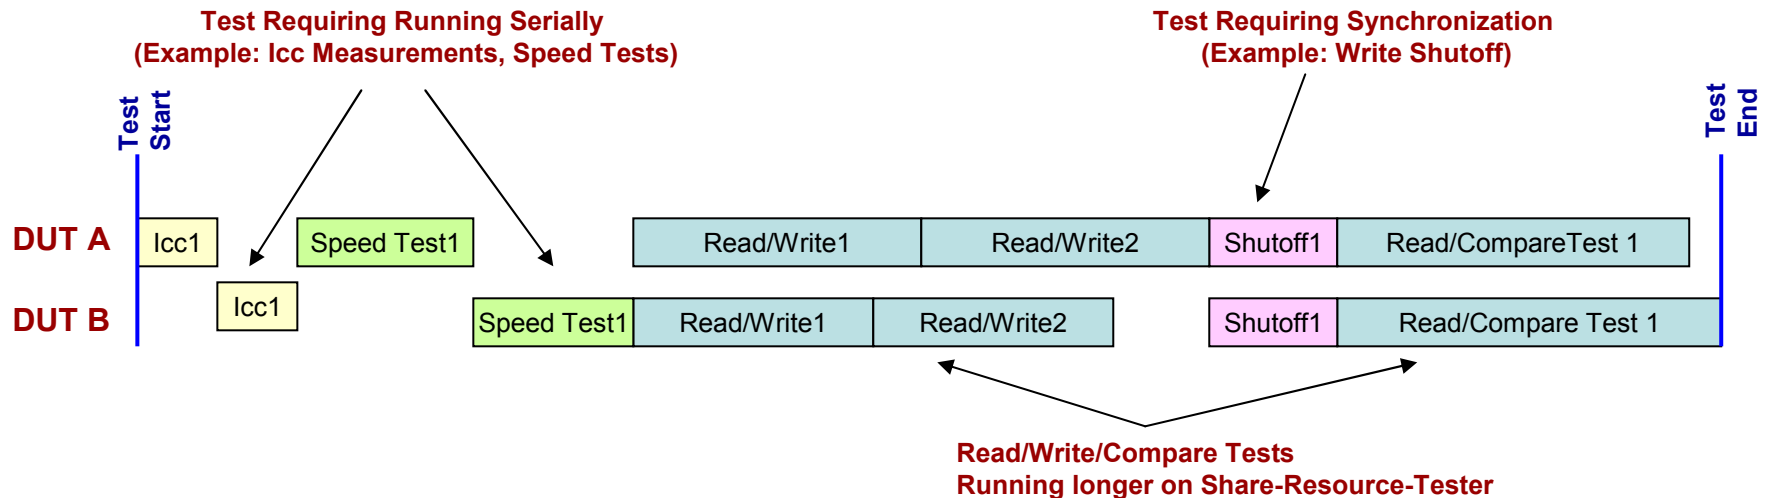 Test Requiring Running Serially
(Example: Icc Measurements, Speed Tests)
Test Requiring Synchronization
(Example: Write Shutoff)
Test
Start
Test
End
DUT A
Icc1
Speed Test1
Read/Write1
Read/Write2
Shutoff1
Read/CompareTest 1
DUT B
Icc1
Speed Test1
Read/Write1
Read/Write2
Shutoff1
Read/Compare Test 1
Read/Write/Compare Tests
Running longer on Share-Resource-Tester